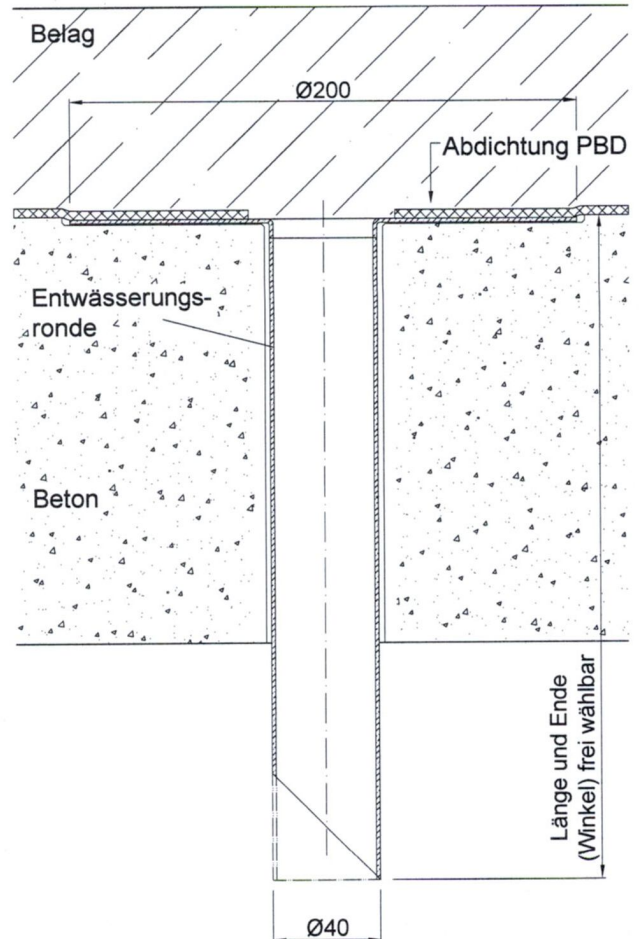 Belag
Ø200
Abdichtung PBD
Entwässerungs-
ronde
Beton
Länge und Ende
(Winkel) frei wählbar
Ø40